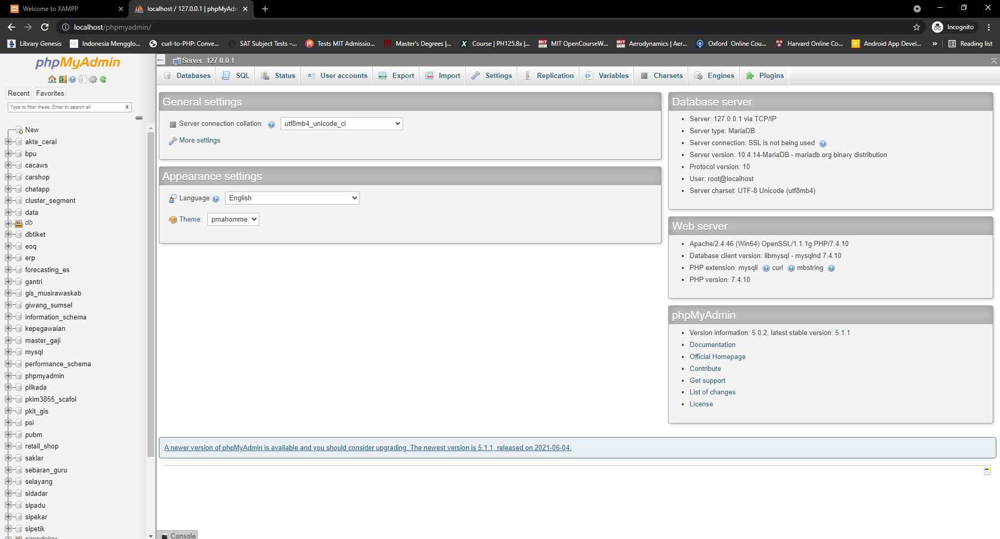 Welcome to XAMPP
localhost / 127.0.0.1 | phpMyAdm
localhost/phpmyadmin/
Incognito
Library Genesis
Indonesia Mengglo...
curl-to-PHP: Conve...
SAT Subject Tests –...
Tests MIT Admissio...
Master's Degrees |...
Course | PH125.8x |...
MIT OpenCourseW...
Aerodynamics | Aer...
Oxford Online Cou...
Harvard Online Co...
Android App Devel...
»
Reading list
phpMyAdmin
Recent
Favorites
Type to filter these, Enter to search all
X
New
akte_cerai
bpu
cacaws
carshop
chatapp
cluster_segment
data
db
dbtiket
eoq
erp
forecasting_es
gantri
gis_musirawaskab
giwang_sumsel
information_schema
kepegawaian
master_gaji
mysql
performance_schema
phpmyadmin
pilkada
pkim3855_scafol
pkit_gis
psi
pubm
retail_shop
saklar
sebaran_guru
selayang
sidadar
sipadu
sipekar
sipetik
Server: 127.0.0.1
Databases
SQL
Status
User accounts
Export
Import
Settings
Replication
Variables
Charsets
Engines
Plugins
General settings
Server connection collation:
utf8mb4_unicode_ci
More settings
Appearance settings
Language
English
Theme:
pmahomme
Database server
Server: 127.0.0.1 via TCP/IP
Server type: MariaDB
Server connection: SSL is not being used
Server version: 10.4.14-MariaDB - mariadb.org binary distribution
Protocol version: 10
User: root@localhost
Server charset: UTF-8 Unicode (utf8mb4)
Web server
Apache/2.4.46 (Win64) OpenSSL/1.1.1g PHP/7.4.10
Database client version: libmysql - mysqlnd 7.4.10
PHP extension: mysqli curl mbstring
PHP version: 7.4.10
phpMyAdmin
Version information: 5.0.2, latest stable version: 5.1.1
Documentation
Official Homepage
Contribute
Get support
List of changes
License
A newer version of phpMyAdmin is available and you should consider upgrading. The newest version is 5.1.1, released on 2021-06-04.
Console